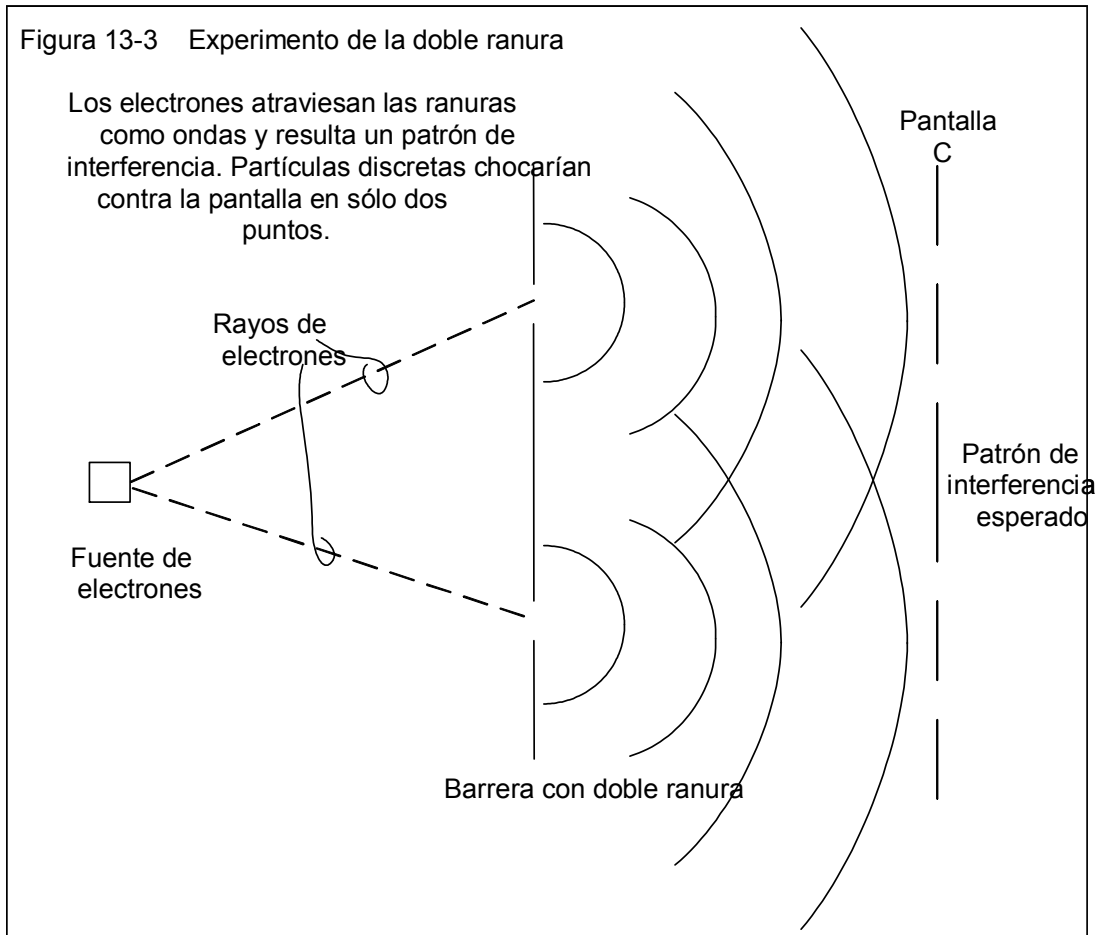 Figura 13-3    Experimento de la doble ranura
Los electrones atraviesan las ranuras
como ondas y resulta un patrón de
interferencia. Partículas discretas chocarían
contra la pantalla en sólo dos
puntos.
Pantalla
C
Rayos de
electrones
Patrón de
interferencia
esperado
Fuente de
electrones
Barrera con doble ranura